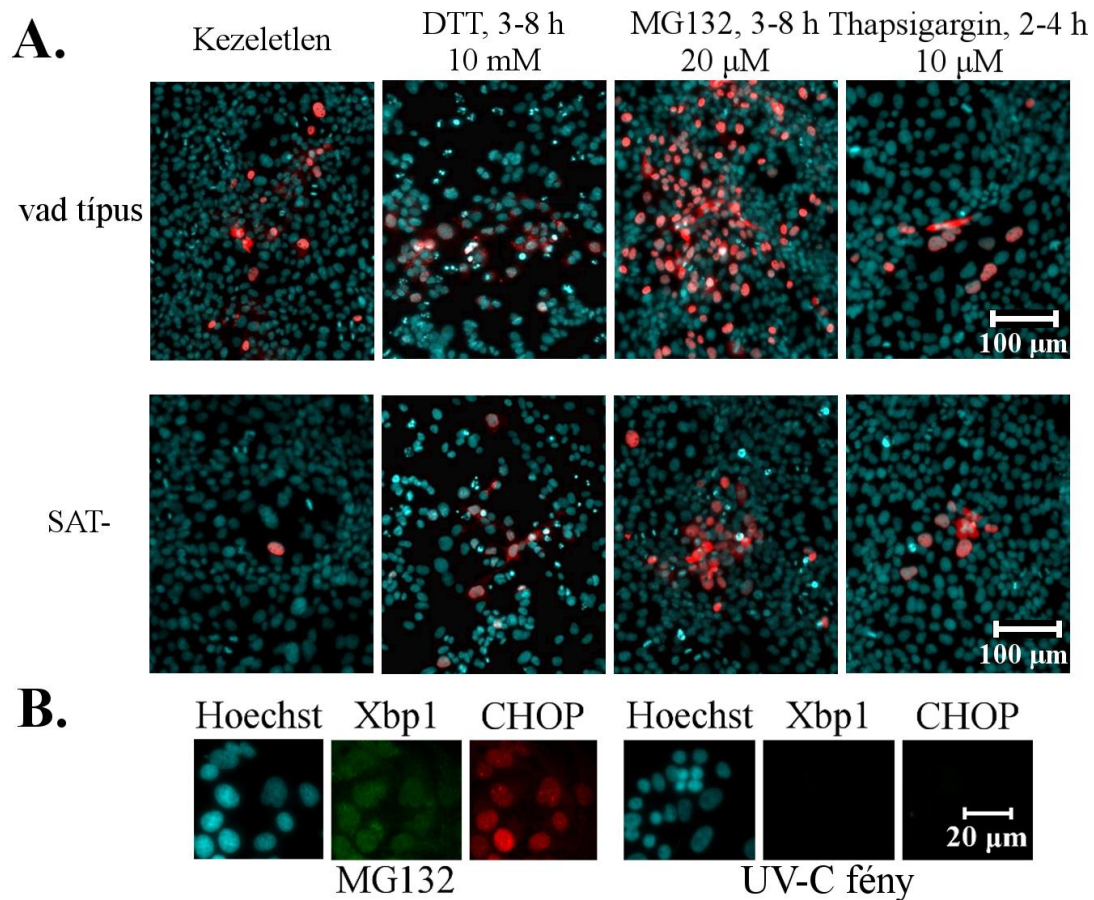 A.
Kezeletlen
DTT, 3-8 h
10 mM
MG132, 3-8 h
20 µM
Thapsigargin, 2-4 h
10 µM
vad típus
100 µm
SAT-
100 µm
B.
Hoechst Xbp1 CHOP Hoechst Xbp1 CHOP
20 µm
MG132 UV-C fény